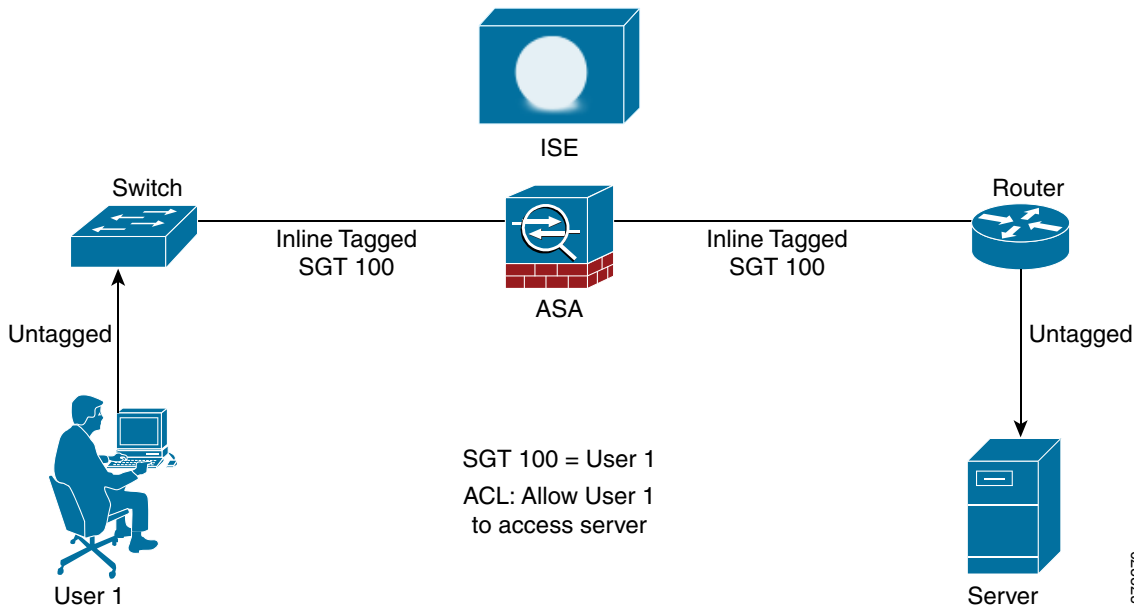 ISE
Switch
Router
Inline Tagged
SGT 100
Inline Tagged
SGT 100
ASA
Untagged
Untagged
SGT 100 = User 1
ACL: Allow User 1
to access server
User 1
Server